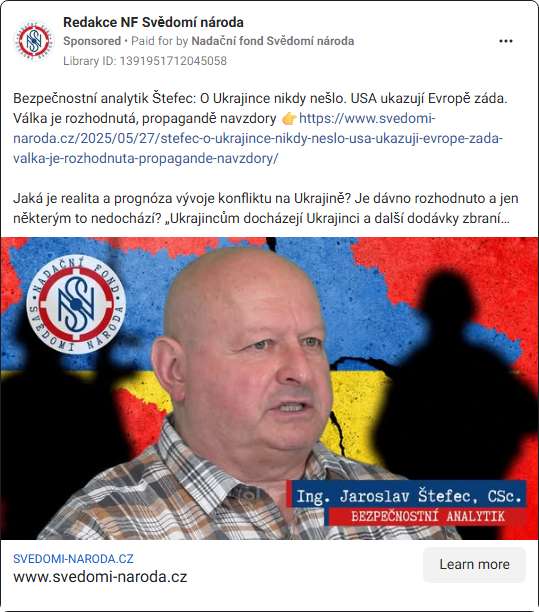 Redakce NF Svědomí národa
Sponsored • Paid for by Nadační fond Svědomí národa
Library ID: 1391951712045058
Bezpečnostní analytik Štefec: O Ukrajince nikdy nešlo. USA ukazují Evropě záda.
Válka je rozhodnutá, propagandě navzdory 👉https://www.svedomi-
naroda.cz/2025/05/27/stefec-o-ukrajince-nikdy-neslo-usa-ukazuji-evrope-zada-
valka-je-rozhodnuta-propagande-navzdory/
Jaká je realita a prognóza vývoje konfliktu na Ukrajině? Je dávno rozhodnuto a jen
některým to nedochází? „Ukrajincům docházejí Ukrajinci a další dodávky zbraní...
NADAČNÍ FOND
SVĚDOMÍ NÁRODA
Ing. Jaroslav Štefec, CSc.
BEZPEČNOSTNÍ ANALYTIK
SVEDOMI-NARODA.CZ
www.svedomi-naroda.cz
Learn more